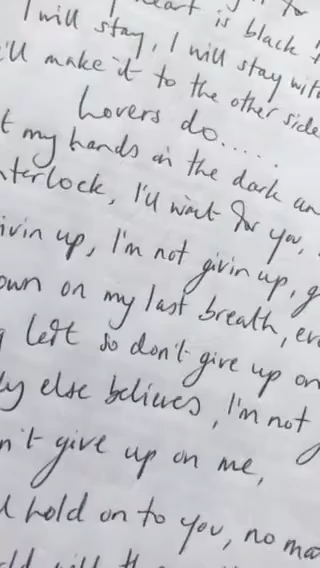 heart is black
I will stay, I will stay with
'll make it to the other side
Lovers do.....
t my hands in the dark an
nterlock, I'll wait for you,
ivin up, I'm not givin up, g
own on my last breath, ev
g left so don't give up on
dy else believes, I'm not g
n't give up on me,
l hold on to you, no ma